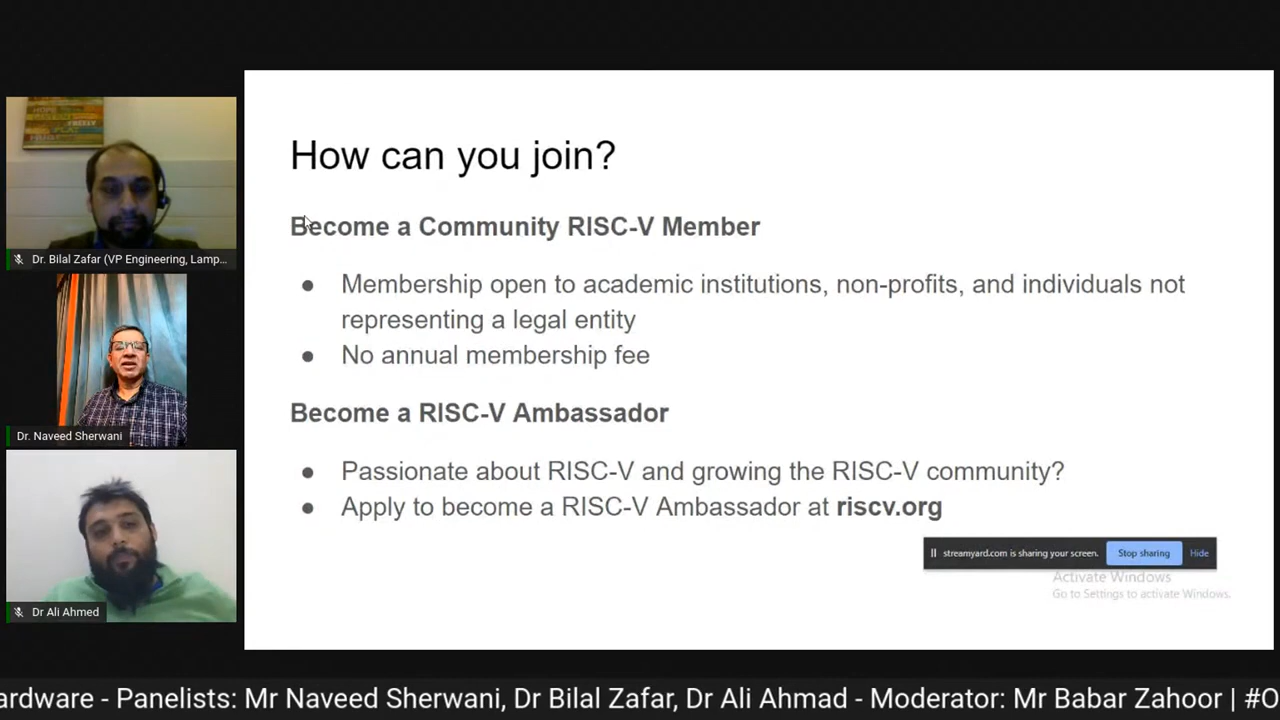 How can you join?
Become a Community RISC-V Member
● Membership open to academic institutions, non-profits, and individuals not
representing a legal entity
● No annual membership fee
Become a RISC-V Ambassador
● Passionate about RISC-V and growing the RISC-V community?
● Apply to become a RISC-V Ambassador at riscv.org
streamyard.com is sharing your screen. Stop sharing Hide
Activate Windows
Go to Settings to activate Windows.
HOPE
FREELY
PLAY
Dr. Bilal Zafar (VP Engineering, Lamp...
Dr. Naveed Sherwani
Dr Ali Ahmed
ardware - Panelists: Mr Naveed Sherwani, Dr Bilal Zafar, Dr Ali Ahmad - Moderator: Mr Babar Zahoor | #O